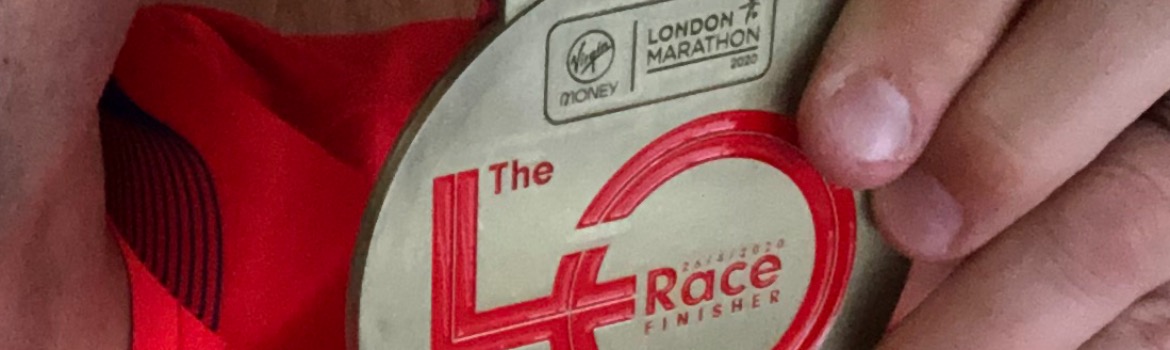 Virgin
MONEY
LONDON
MARATHON
2020
The
40
26/4/2020
Race
FINISHER